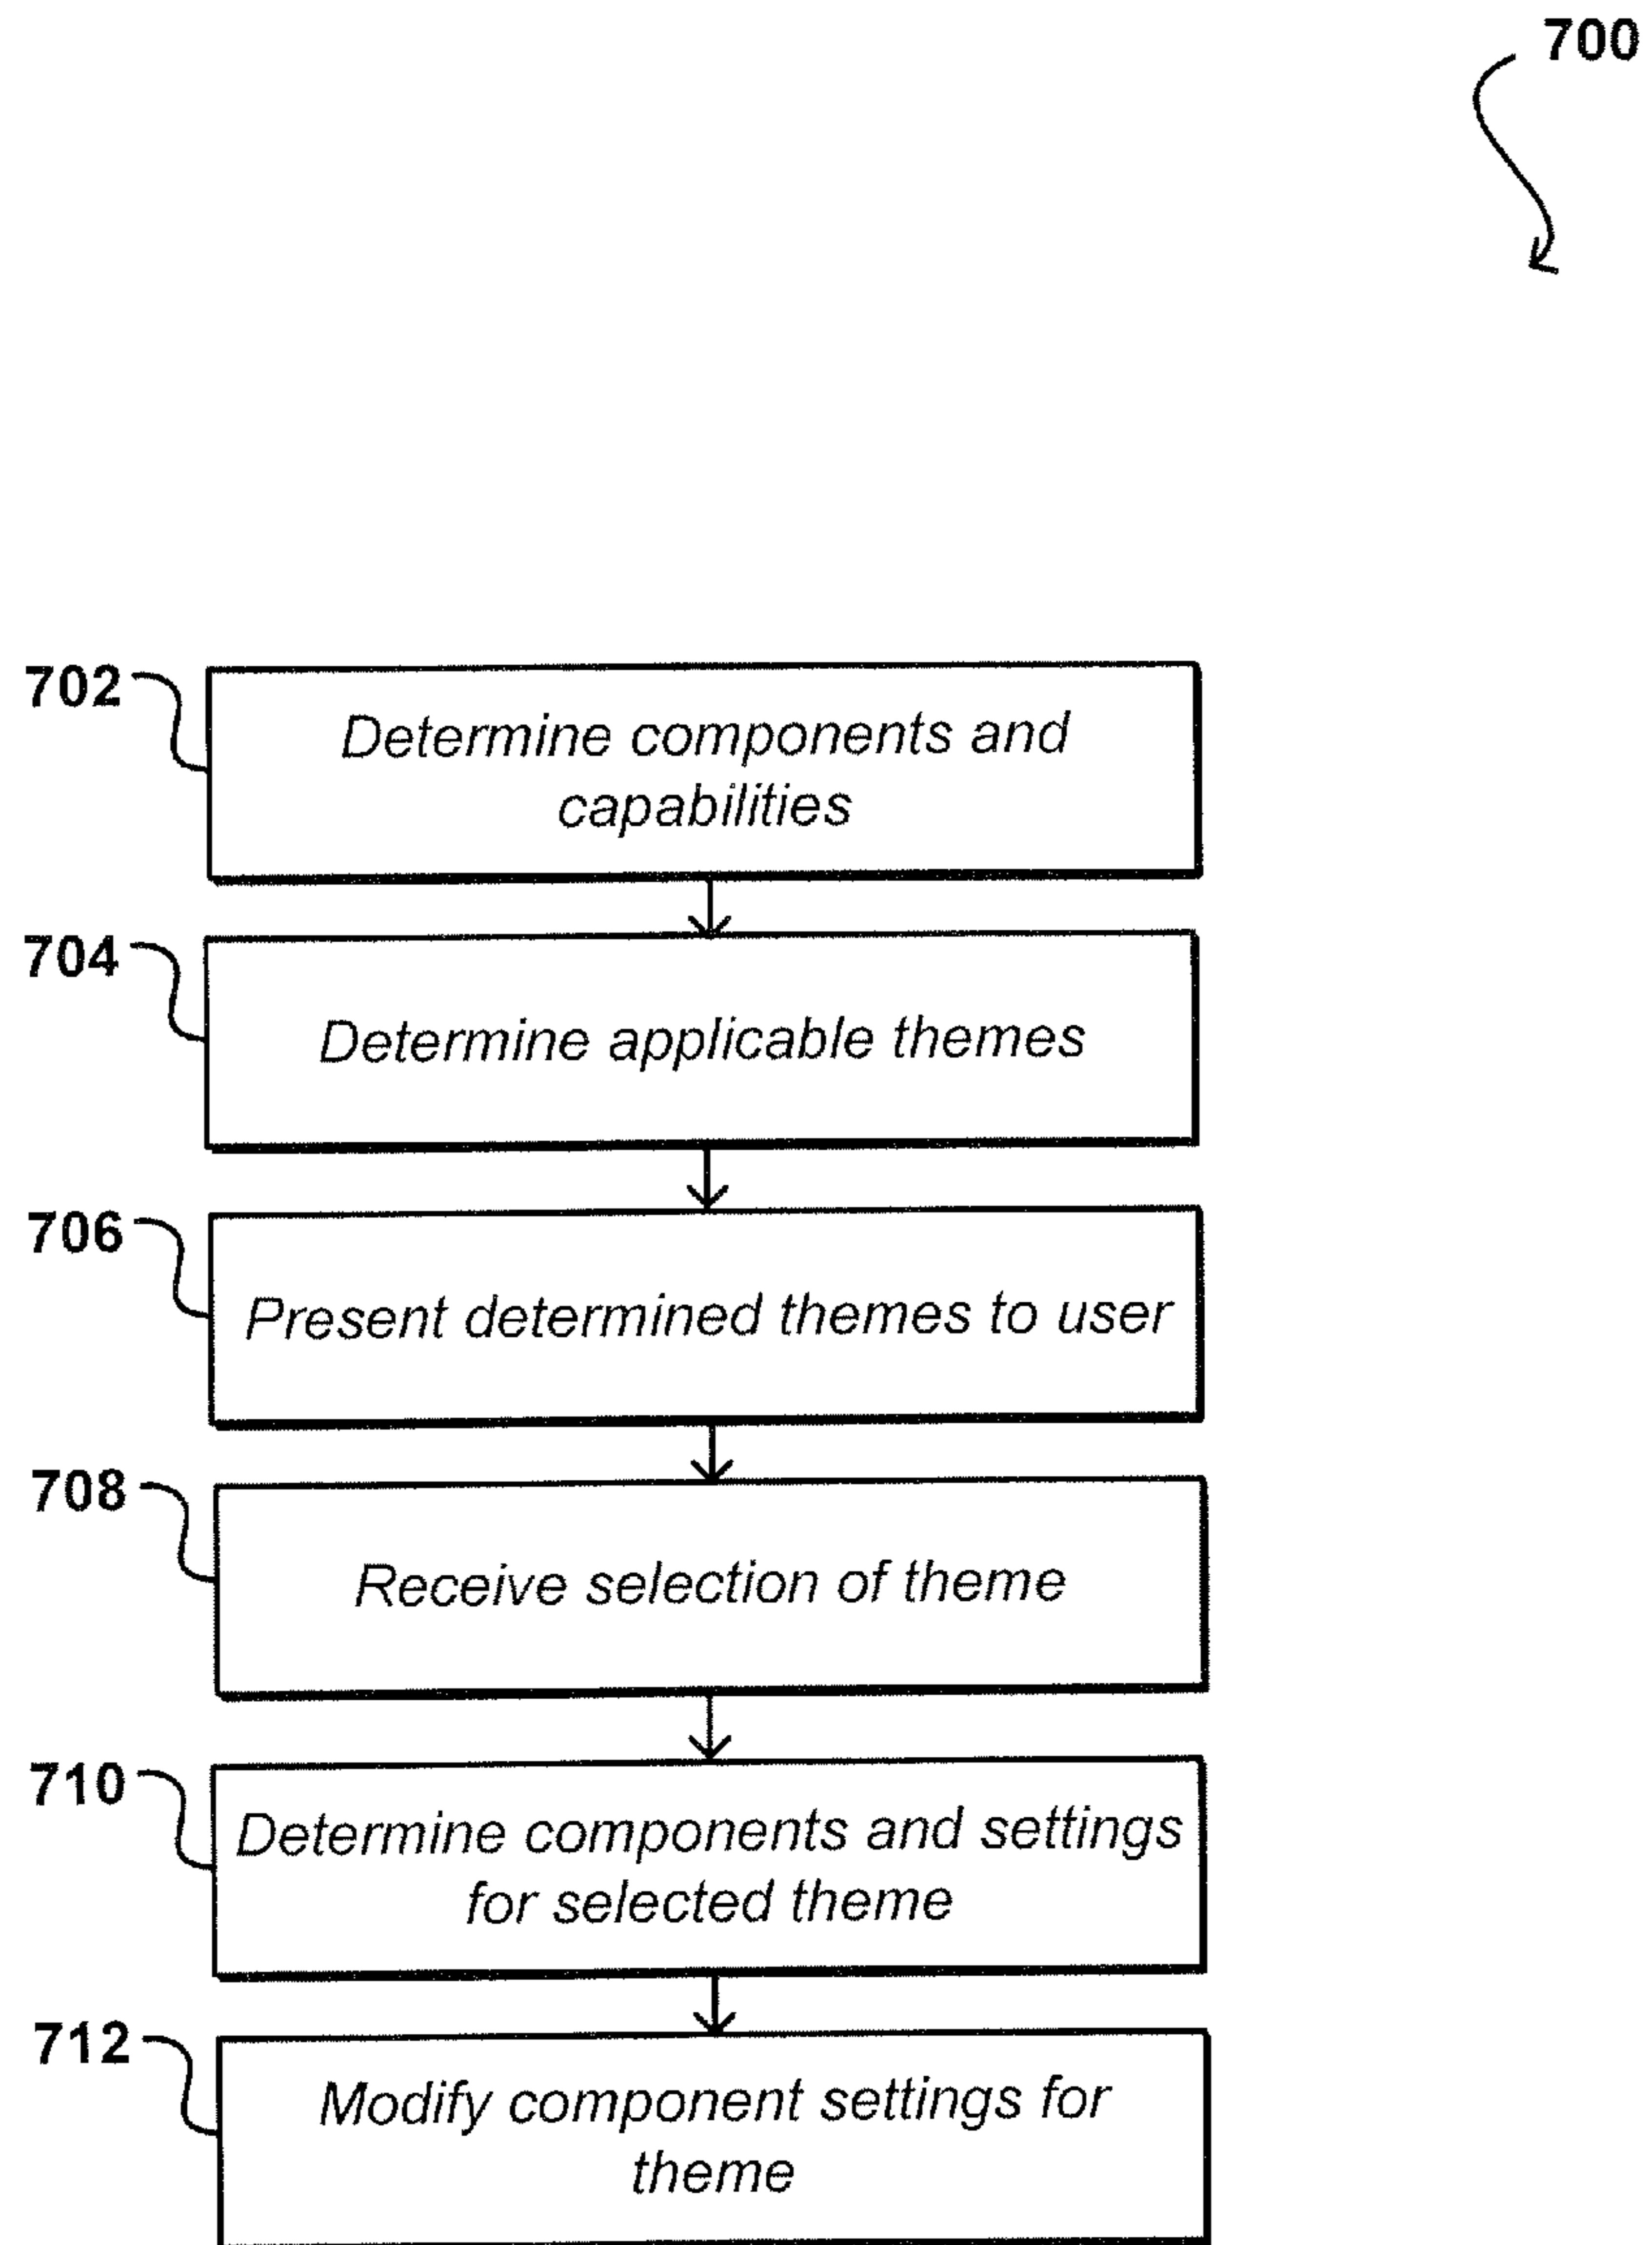 700
702
Determine components and
capabilities
704
Determine applicable themes
706
Present determined themes to user
708
Receive selection of theme
710
Determine components and settings
for selected theme
712
Modify component settings for
theme